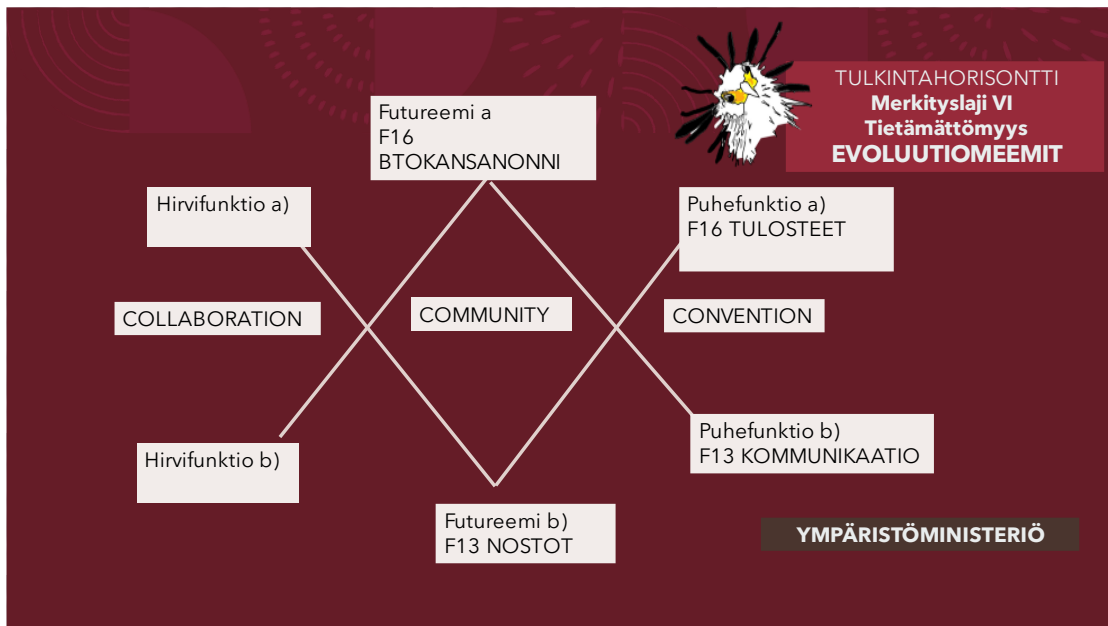 TULKINTAHORISONTTI
Merkityslaji VI
Tietämättömyys
EVOLUUTIOMEEMIT
Futureemi a
F16
BTOKANSANONNI
Hirvifunktio a)
Puhefunktio a)
F16 TULOSTEET
COLLABORATION
COMMUNITY
CONVENTION
Hirvifunktio b)
Puhefunktio b)
F13 KOMMUNIKAATIO
Futureemi b)
F13 NOSTOT
YMPÄRISTÖMINISTERIÖ